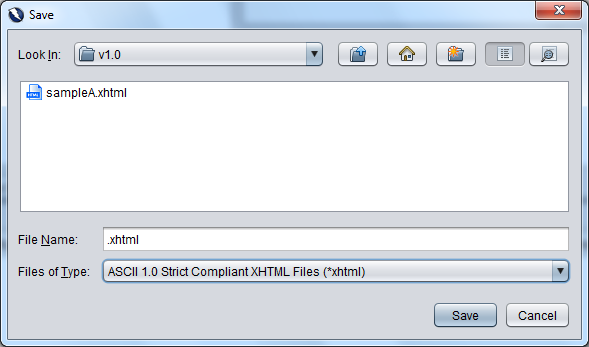 Save
Look In: v1.0
HTML sampleA.xhtml
File Name: .xhtml
Files of Type: ASCII 1.0 Strict Compliant XHTML Files (*xhtml)
Save Cancel